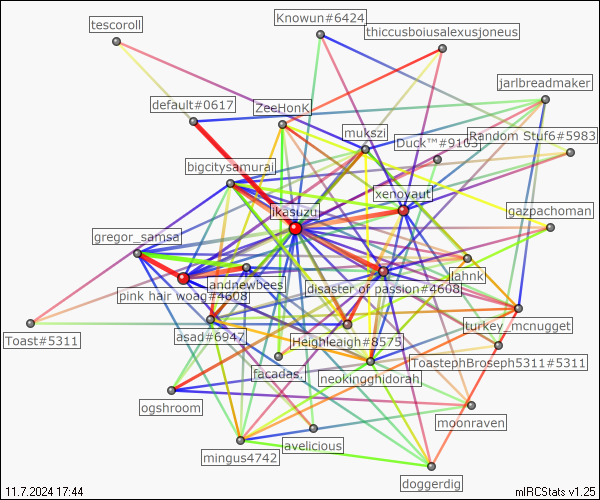 Knowun#6424
tescoroll
thiccusboiusalexusjoneus
jarlbreadmaker
default#0617
ZeeHonK
mukszi
Duck™#9103
Random Stuf6#5983
bigcitysamurai
xenoyaut
ikasuzu
gazpachoman
gregor_samsa
lahnk
andnewbees
pink hair woag#4608
disaster of passion#4608
turkey_mcnugget
Toast#5311
asad#6947
Heighleaigh#8575
ToastephBroseph5311#5311
facadas.
neokingghidorah
ogshroom
moonraven
avelicious
mingus4742
doggerdig
11.7.2024 17:44
mIRCStats v1.25